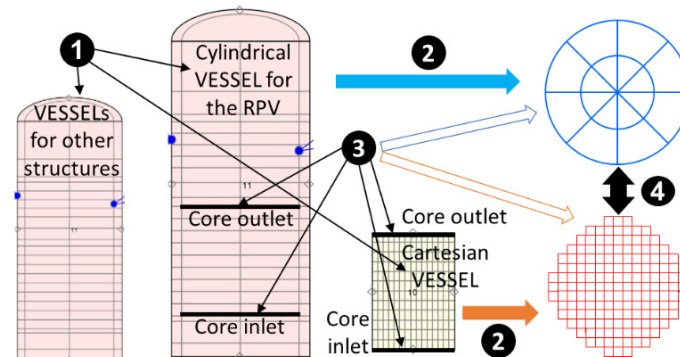 1
Cylindrical
VESSEL for
the RPV
2
VESSELs
for other
structures
3
11
11
4
Core outlet
Core outlet
Cartesian
VESSEL
10
Core inlet
Core
inlet
2